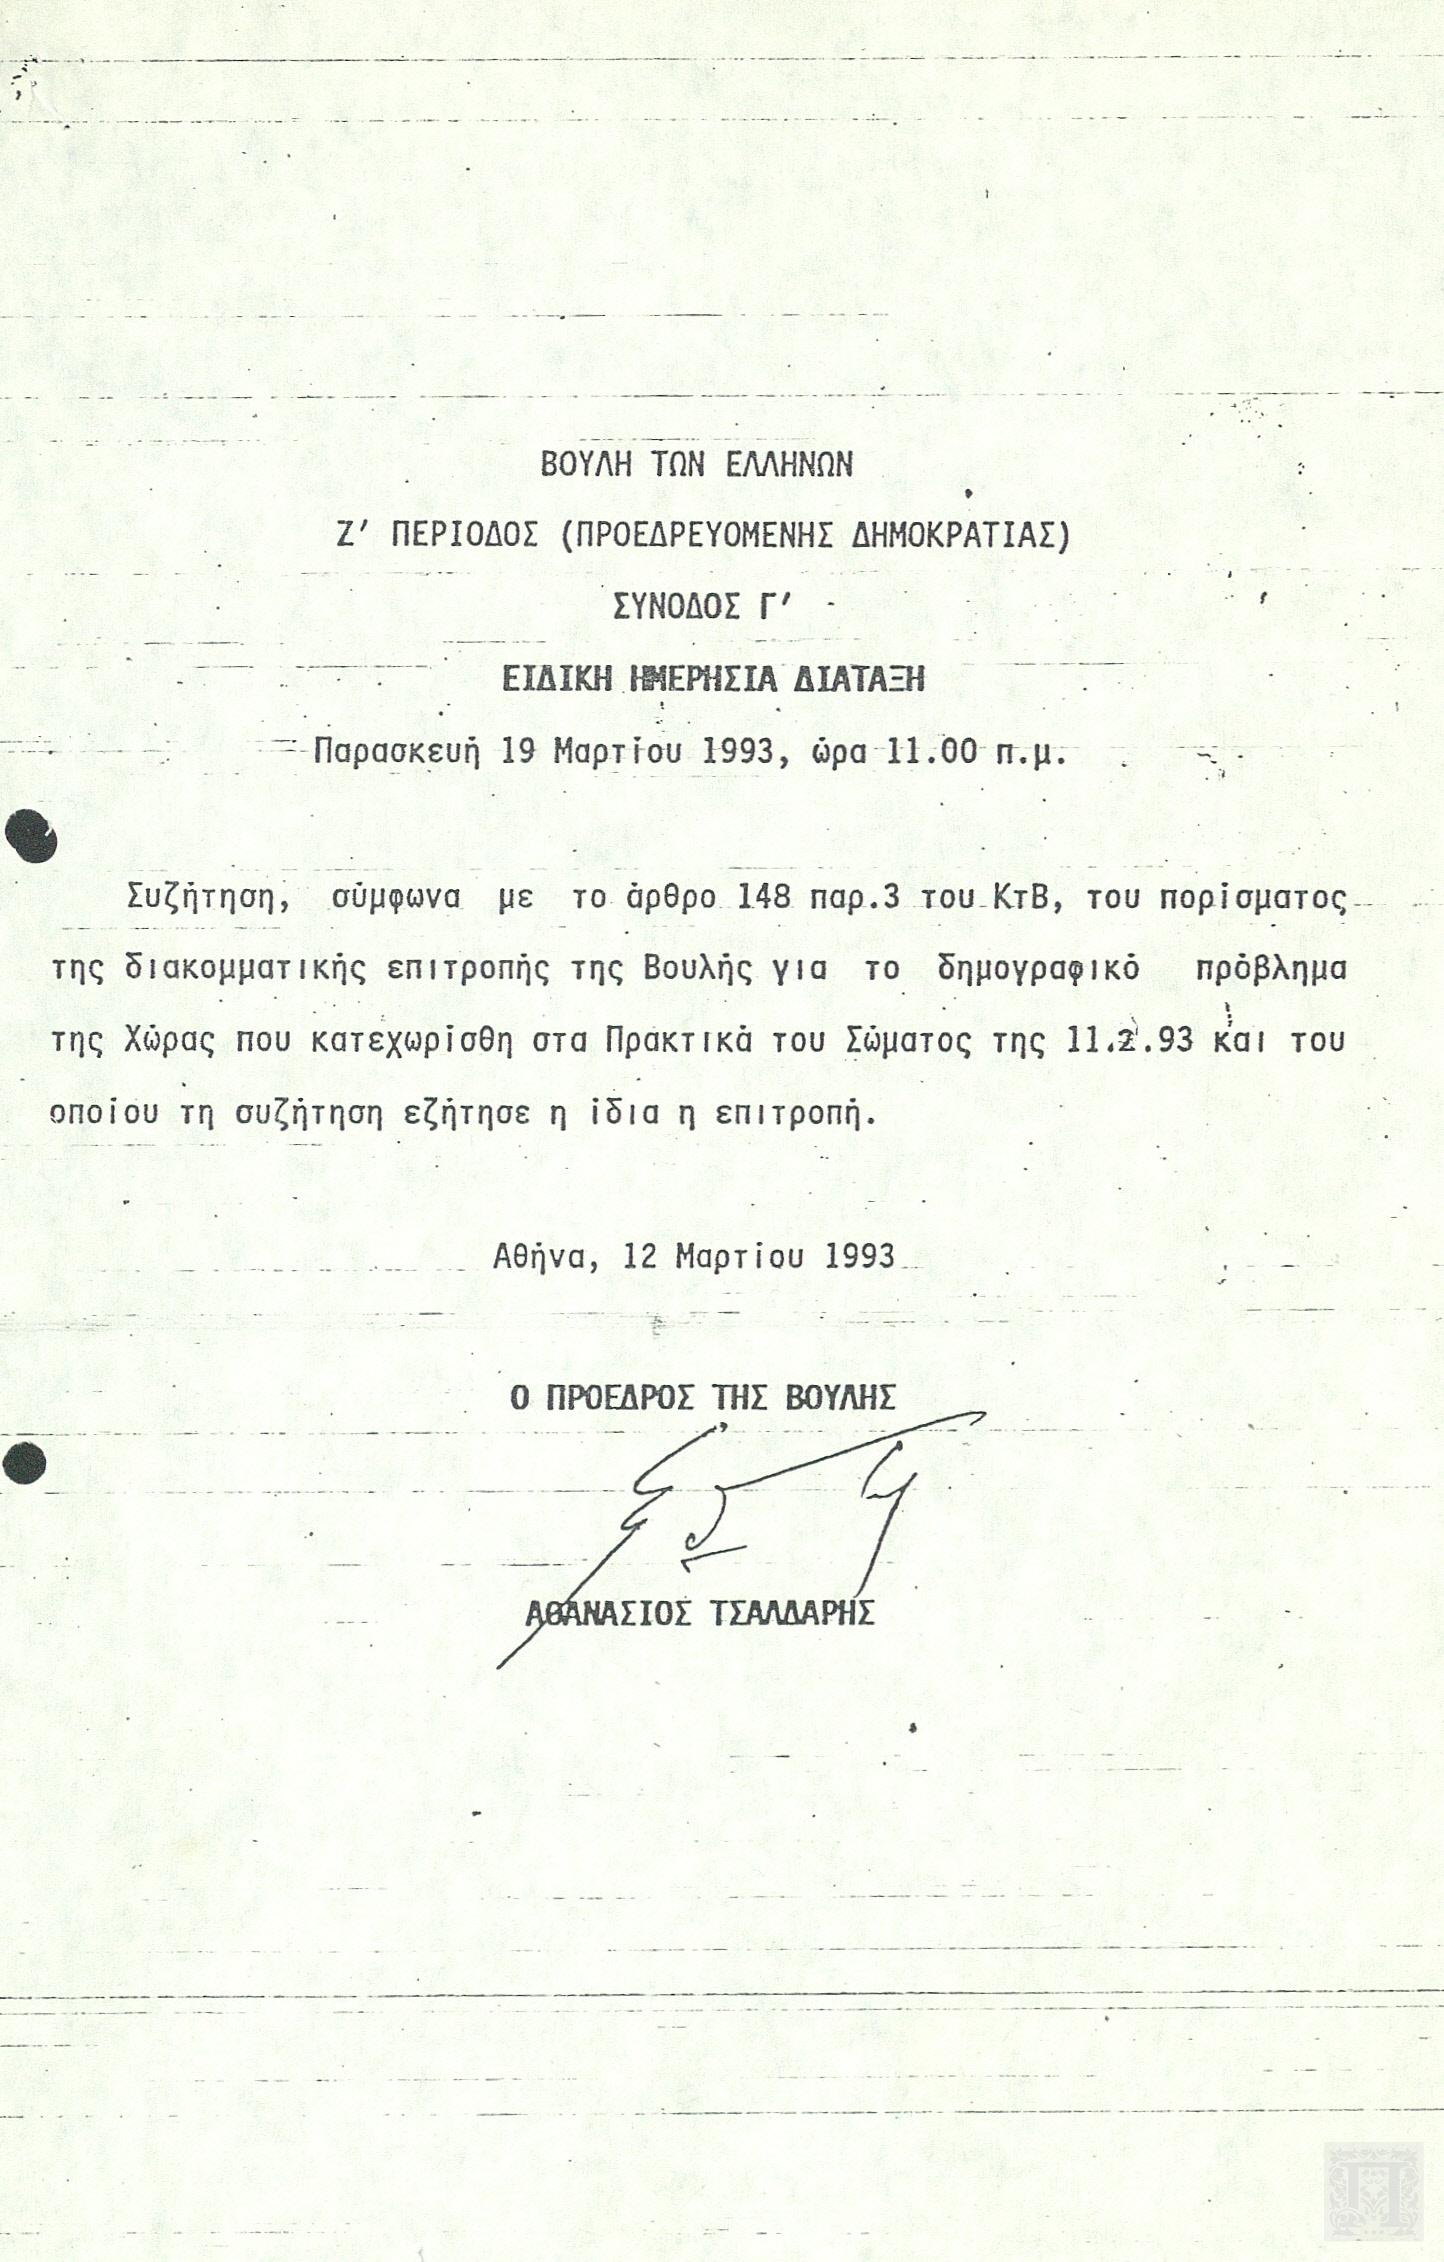 ΒΟΥΛΗ ΤΩΝ ΕΛΛΗΝΩΝ
Ζ' ΠΕΡΙΟΔΟΣ (ΠΡΟΕΔΡΕΥΟΜΕΝΗΣ ΔΗΜΟΚΡΑΤΙΑΣ)
ΣΥΝΟΔΟΣ Γ'
ΕΙΔΙΚΗ ΗΜΕΡΗΣΙΑ ΔΙΑΤΑΞΗ
Παρασκευή 19 Μαρτίου 1993, ώρα 11.00 π.μ.
Συζήτηση, σύμφωνα με το άρθρο 148 παρ.3 του ΚτΒ, του πορίσματος
της διακομματικής επιτροπής της Βουλής για το δημογραφικό πρόβλημα
της Χώρας που κατεχωρίσθη στα Πρακτικά του Σώματος της 11.2.93 και του
οποίου τη συζήτηση εζήτησε η ίδια η επιτροπή.
Αθήνα, 12 Μαρτίου 1993
Ο ΠΡΟΕΔΡΟΣ ΤΗΣ ΒΟΥΛΗΣ
ΑΘΑΝΑΣΙΟΣ ΤΣΑΛΔΑΡΗΣ